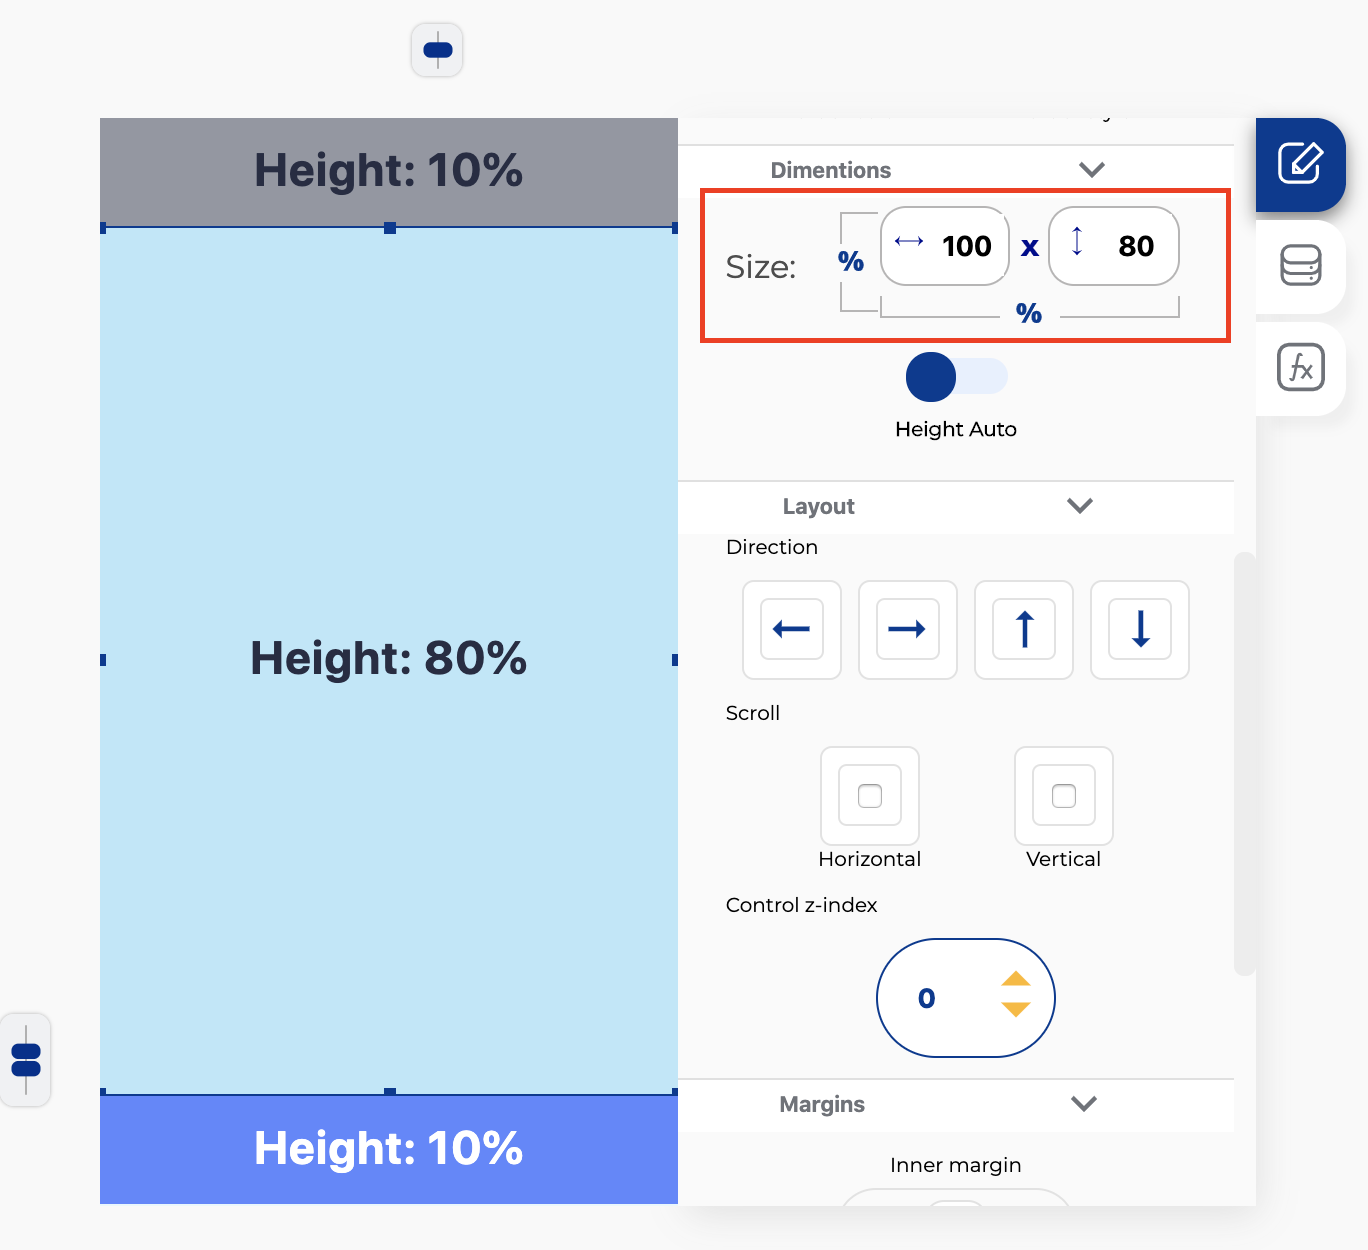 Height: 10%
Height: 80%
Height: 10%
Dimentions
Size:
%
100
x
80
%
Height Auto
Layout
Direction
Scroll
Horizontal
Vertical
Control z-index
0
Margins
Inner margin
fx